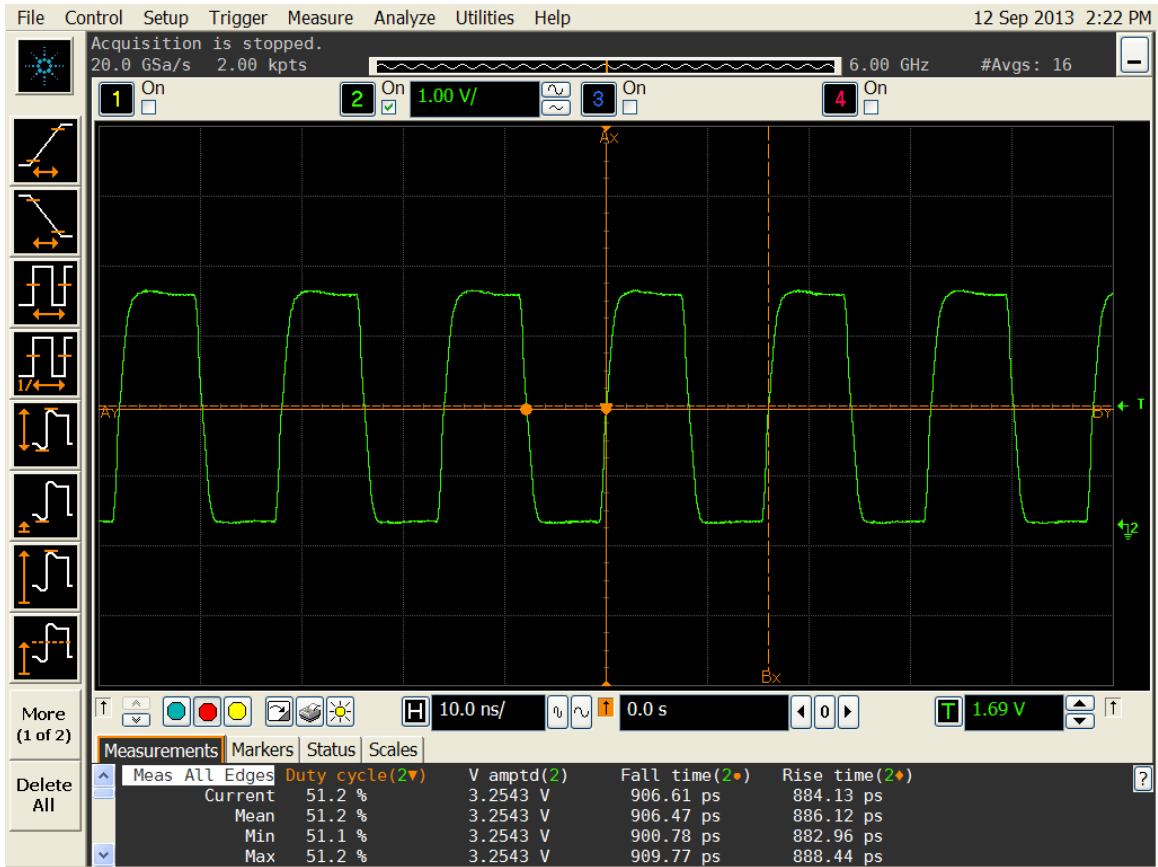 File Control Setup Trigger Measure Analyze Utilities Help 12 Sep 2013 2:22 PM
Acquisition is stopped.
20.0 GSa/s 2.00 kpts 6.00 GHz #Avgs: 16
1 On 2 On 1.00 V/ 3 On 4 On
Ax
AY BY T
2
Bx
H 10.0 ns/ 0.0 s 0 T 1.69 V
1/
More
(1 of 2)
Delete
All
Measurements Markers Status Scales
Meas All Edges Duty cycle(2▼) V amptd(2) Fall time(2●) Rise time(2♦) ?
Current 51.2 % 3.2543 V 906.61 ps 884.13 ps
Mean 51.2 % 3.2543 V 906.47 ps 886.12 ps
Min 51.1 % 3.2543 V 900.78 ps 882.96 ps
Max 51.2 % 3.2543 V 909.77 ps 888.44 ps